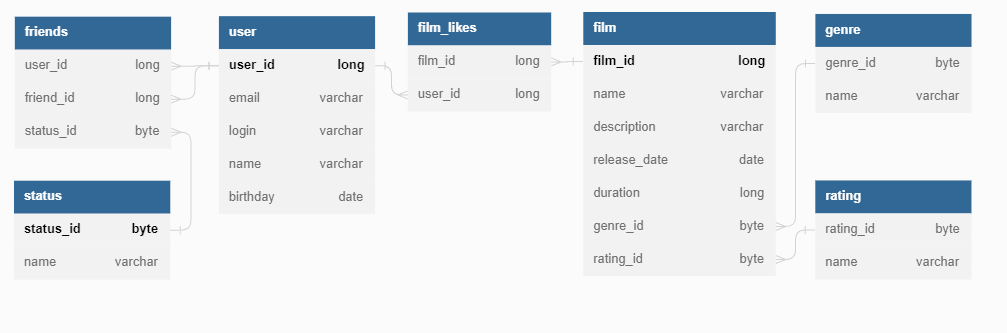 friends
user_id long
friend_id long
status_id byte
status
status_id byte
name varchar
user
user_id long
email varchar
login varchar
name varchar
birthday date
film_likes
film_id long
user_id long
film
film_id long
name varchar
description varchar
release_date date
duration long
genre_id byte
rating_id byte
genre
genre_id byte
name varchar
rating
rating_id byte
name varchar